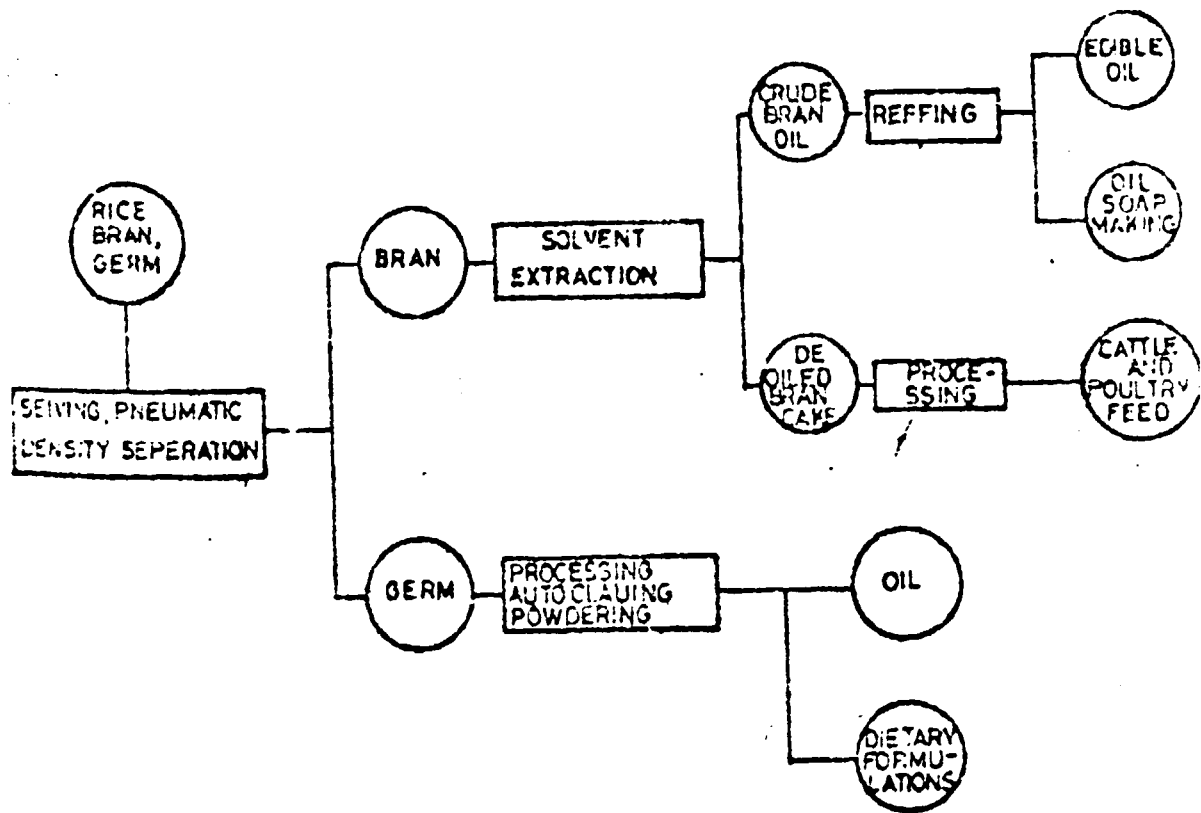 RICE
BRAN,
GERM
SEIVING, PNEUMATIC
DENSITY SEPERATION
BRAN
SOLVENT
EXTRACTION
CRUDE
BRAN
OIL
REFFING
EDIBLE
OIL
OIL
SOAP
MAKING
DE
OILED
BRAN
CAKE
PROCE-
SSING
CATTLE
AND
POULTRY
FEED
GERM
PROCESSING
AUTOCLAUING
POWDERING
OIL
DIETARY
FORMU-
LATIONS